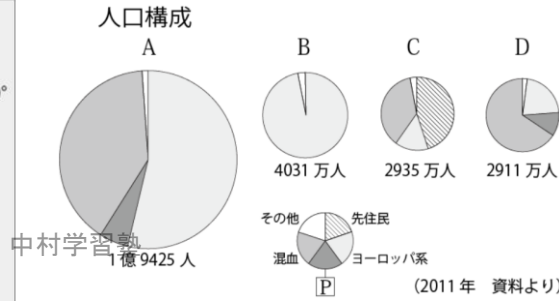 人口構成
A
B
C
D
4031 万人
2935 万人
2911 万人
中村学習塾
1 億 9425 人
その他
先住民
混血
ヨーロッパ系
P
(2011 年 資料より)